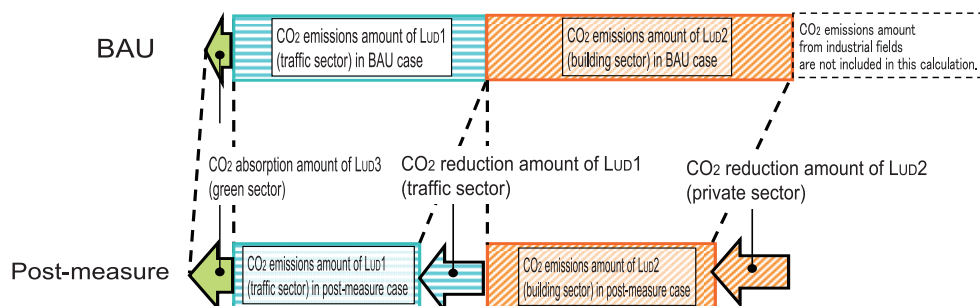 BAU
CO2 emissions amount of LUD1
(traffic sector) in BAU case
CO2 emissions amount of LUD2
(building sector) in BAU case
CO2 emissions amount
from industrial fields
are not included in this calculation.
CO2 absorption amount of LUD3
(green sector)
CO2 reduction amount of LUD1
(traffic sector)
CO2 reduction amount of LUD2
(private sector)
Post-measure
CO2 emissions amount of LUD1
(traffic sector) in post-measure case
CO2 emissions amount of LUD2
(building sector) in post-measure case